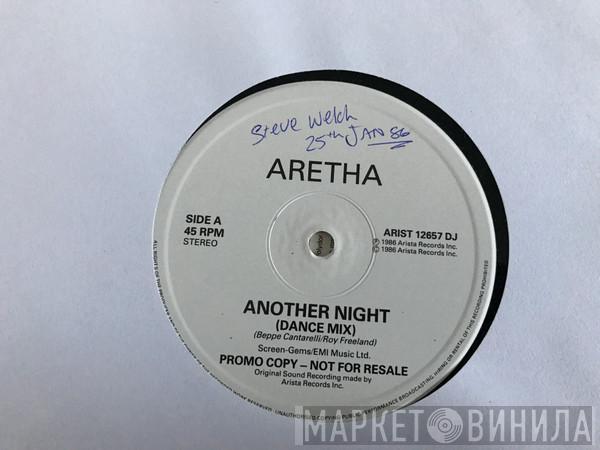 Steve Welch
25th JAN 86
ARETHA
SIDE A
45 RPM
STEREO
ARIST 12657 DJ
Ⓟ 1986 Arista Records Inc.
© 1986 Arista Records Inc.
ANOTHER NIGHT
(DANCE MIX)
(Beppe Cantarelli/Roy Freeland)
Screen-Gems/EMI Music Ltd.
PROMO COPY – NOT FOR RESALE
Original Sound Recording made by
Arista Records Inc.
МАРКЕТ ВИНИЛА